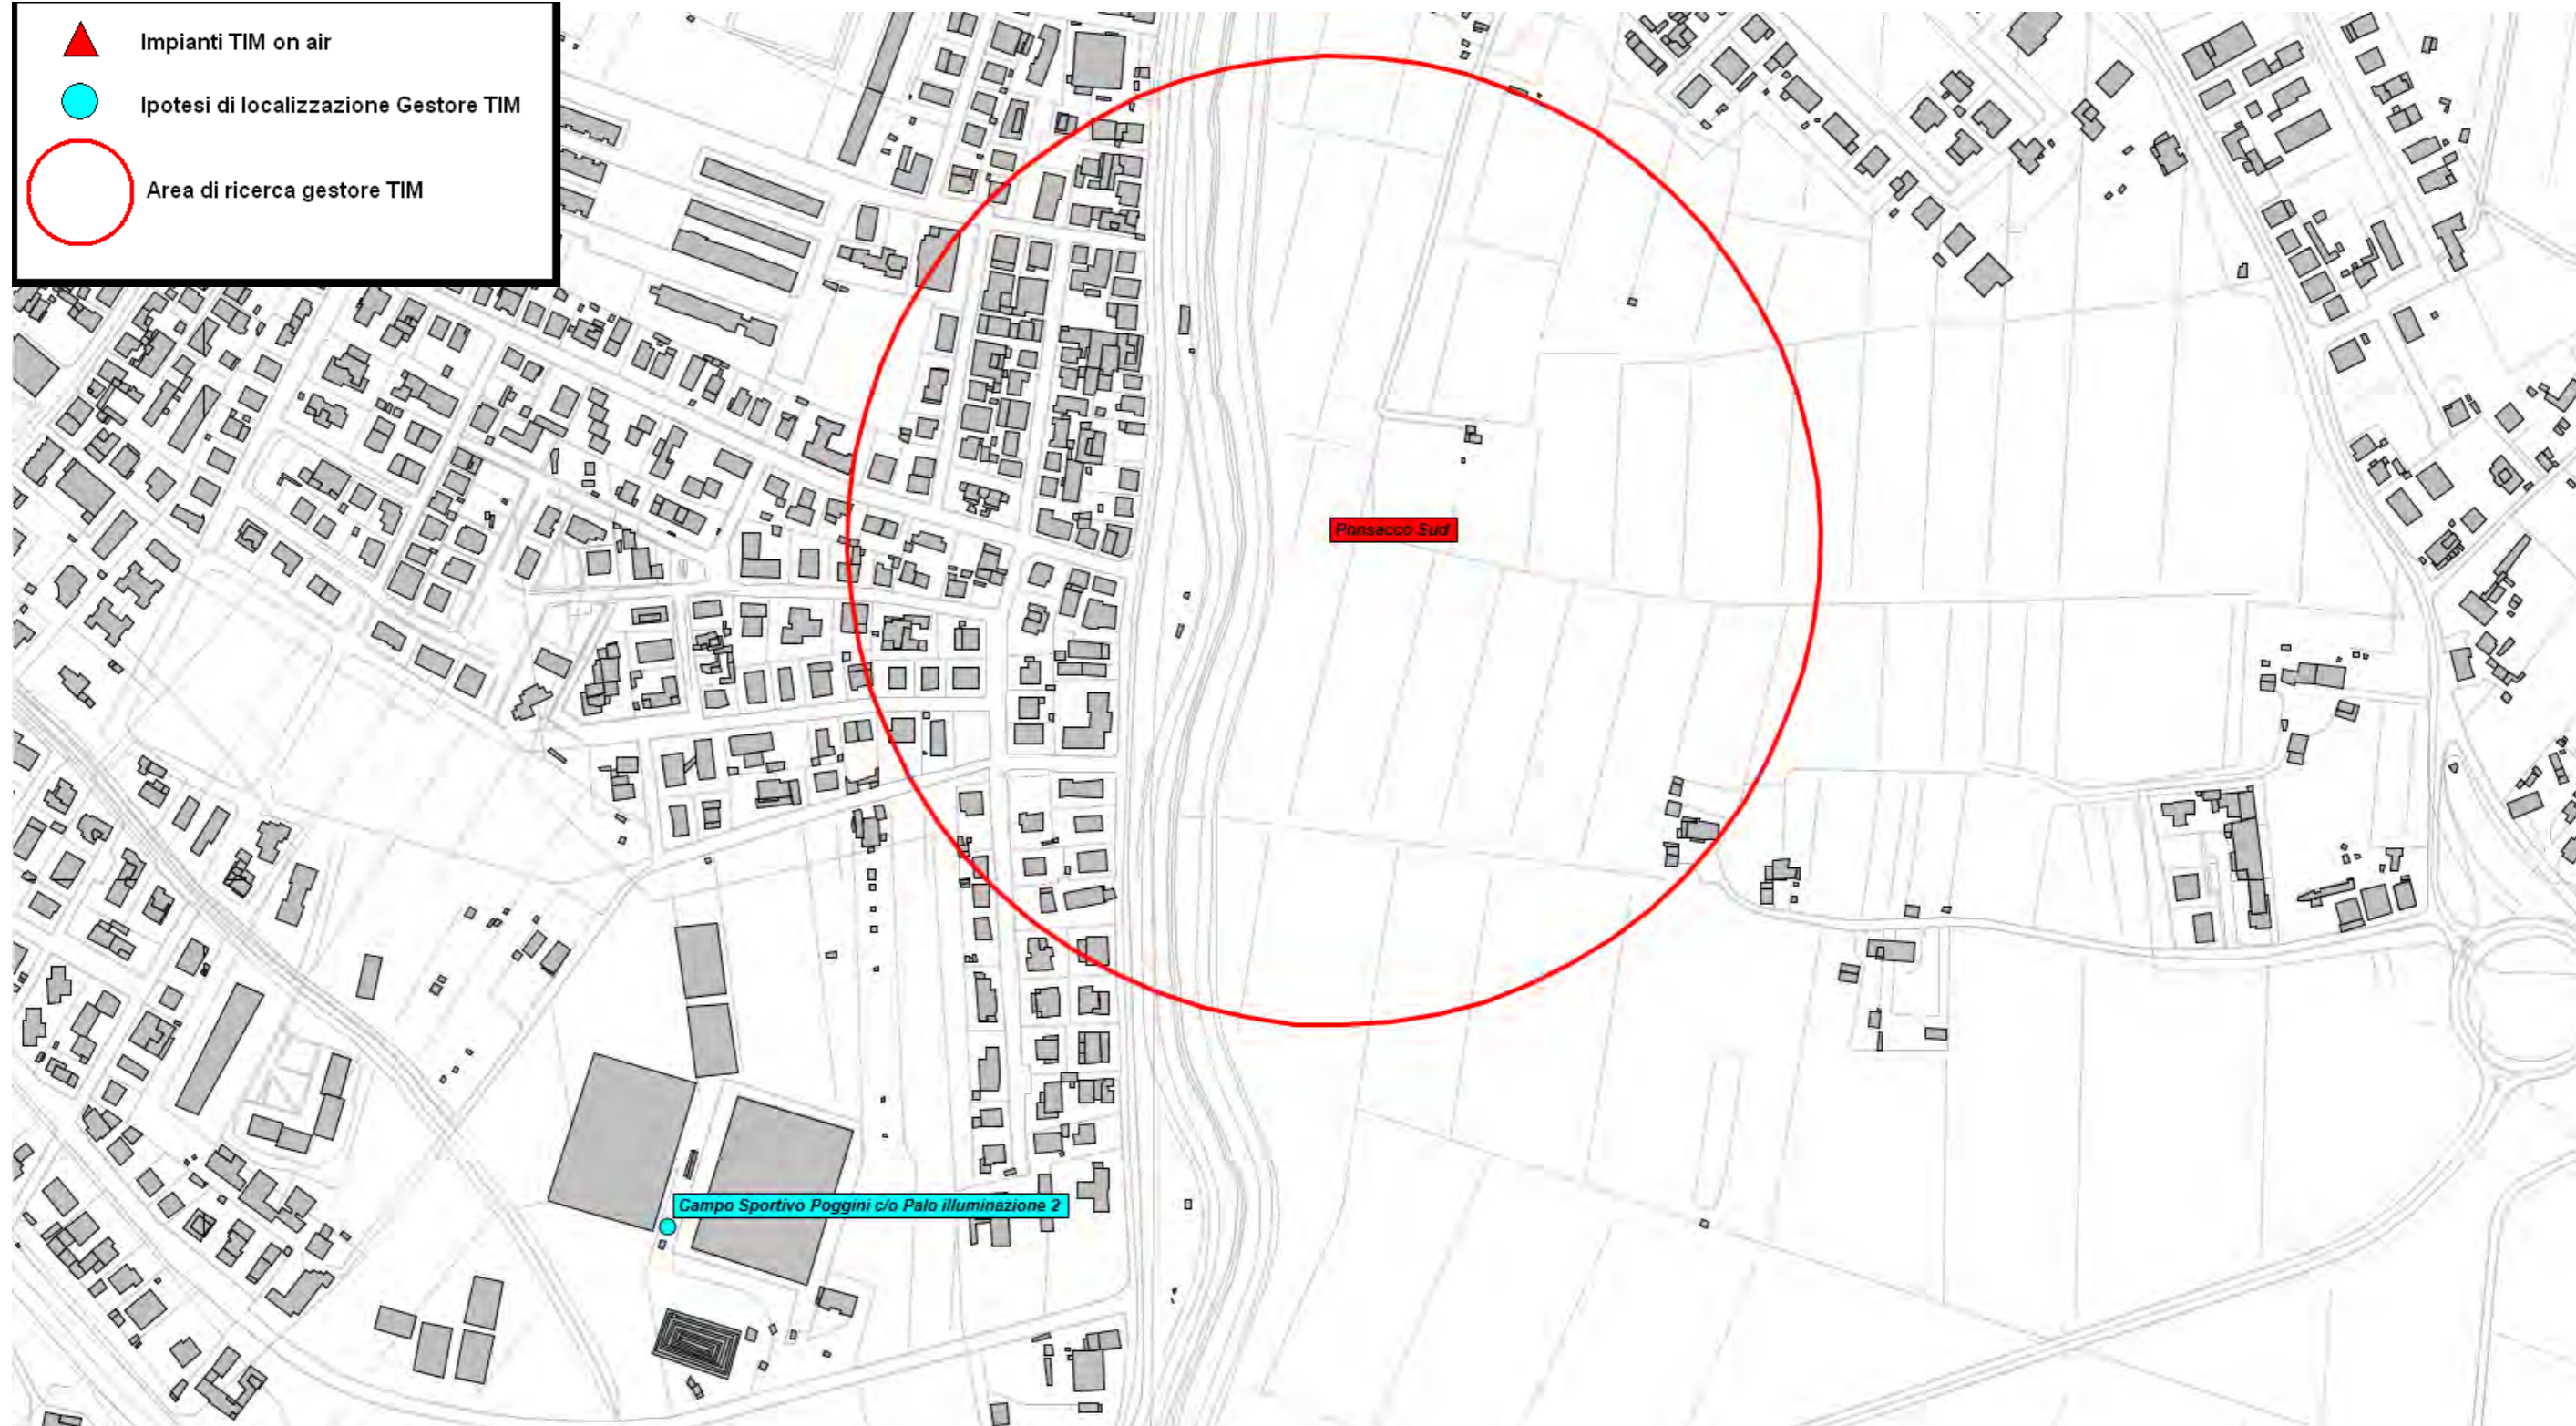 Impianti TIM on air
Ipotesi di localizzazione Gestore TIM
Area di ricerca gestore TIM
Ponsacco Sud
Campo Sportivo Poggini c/o Palo illuminazione 2